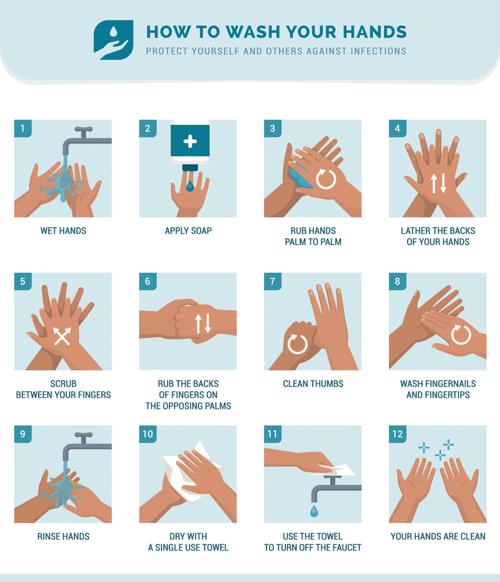 HOW TO WASH YOUR HANDS
PROTECT YOURSELF AND OTHERS AGAINST INFECTIONS
1
WET HANDS
2
APPLY SOAP
3
RUB HANDS
PALM TO PALM
4
LATHER THE BACKS
OF YOUR HANDS
5
SCRUB
BETWEEN YOUR FINGERS
6
RUB THE BACKS
OF FINGERS ON
THE OPPOSING PALMS
7
CLEAN THUMBS
8
WASH FINGERNAILS
AND FINGERTIPS
9
RINSE HANDS
10
DRY WITH
A SINGLE USE TOWEL
11
USE THE TOWEL
TO TURN OFF THE FAUCET
12
YOUR HANDS ARE CLEAN